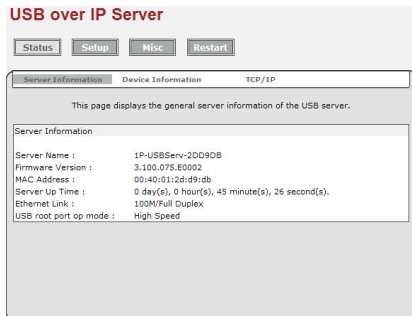 USB over IP Server
Status Setup Misc Restart
Server Information Device Information TCP/IP
This page displays the general server information of the USB server.
Server Information
Server Name : 1P-USBServ-2DD9DB
Firmware Version : 3.100.075.E0002
MAC Address : 00:40:01:2d:d9:db
Server Up Time : 0 day(s), 0 hour(s), 45 minute(s), 26 second(s).
Ethernet Link : 100M/Full Duplex
USB root port op mode : High Speed